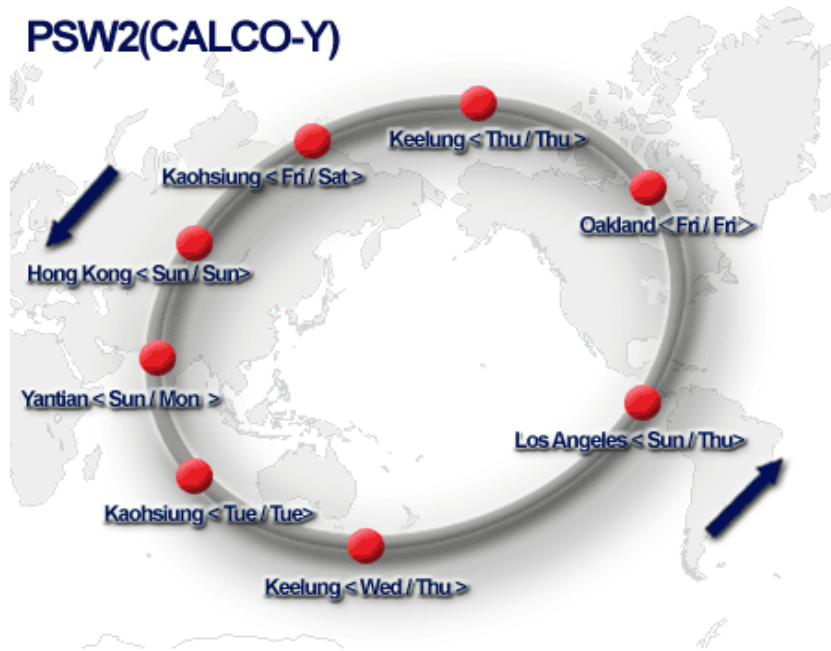 PSW2(CALCO-Y)
Keelung < Thu / Thu >
Kaohsiung < Fri / Sat >
Oakland <Fri / Fri>
Hong Kong < Sun / Sun>
Yantian < Sun / Mon >
Los Angeles < Sun / Thu>
Kaohsiung < Tue / Tue>
Keelung < Wed / Thu >